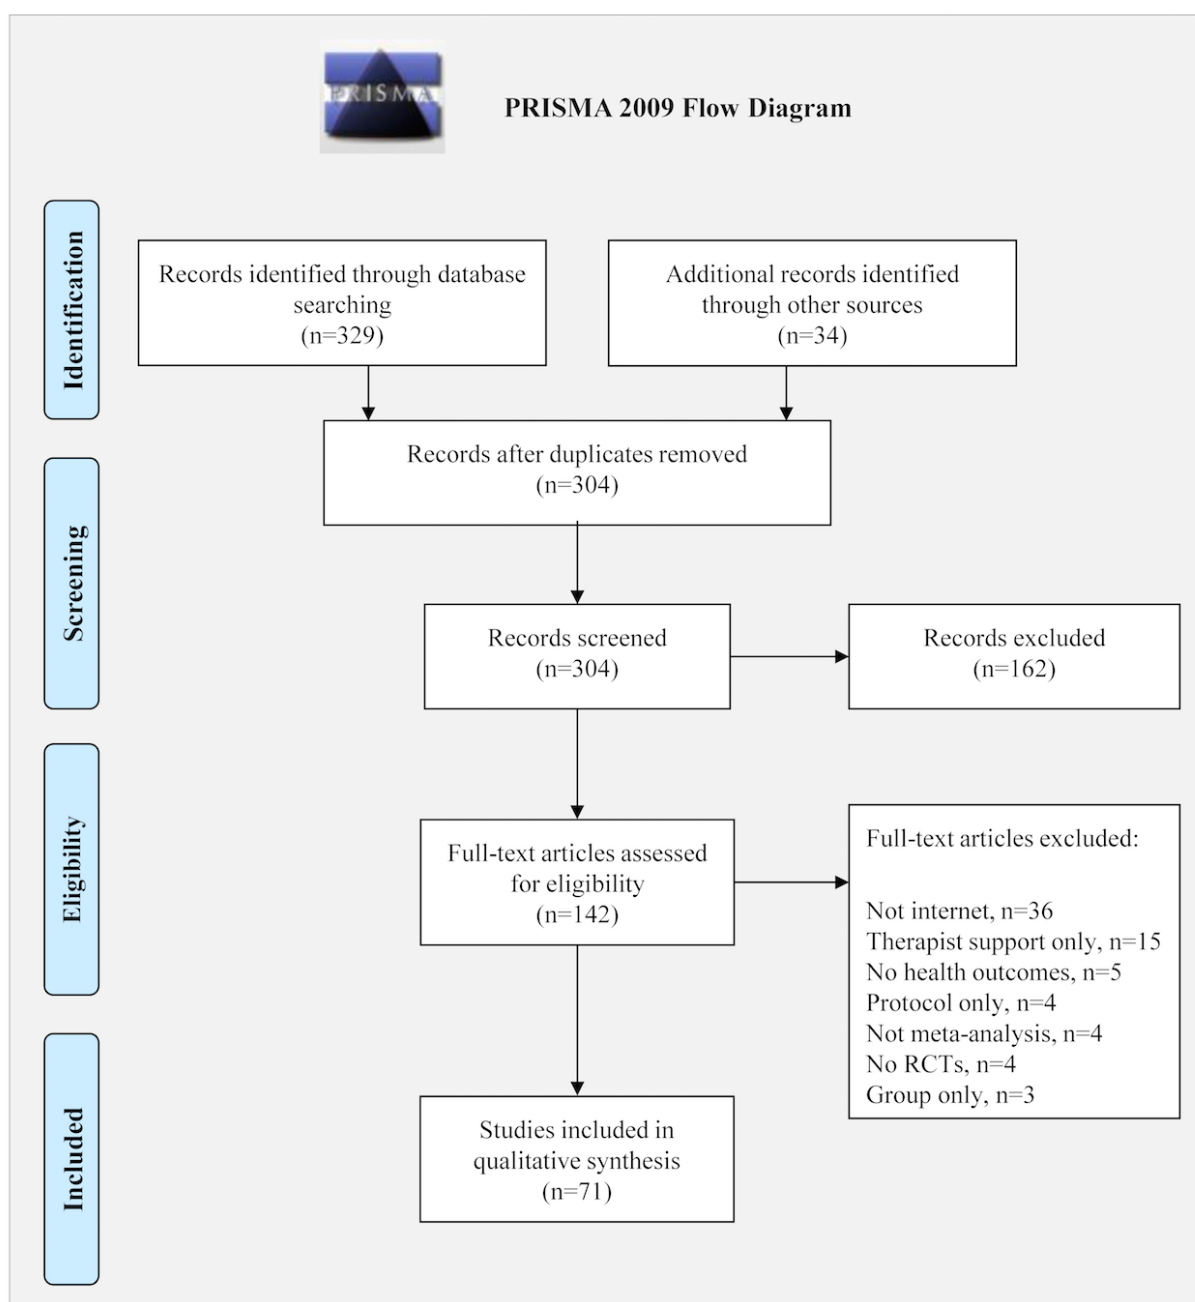 PRISMA
PRISMA 2009 Flow Diagram
Identification
Records identified through database
searching
(n=329)
Additional records identified
through other sources
(n=34)
Records after duplicates removed
(n=304)
Screening
Records screened
(n=304)
Records excluded
(n=162)
Eligibility
Full-text articles assessed
for eligibility
(n=142)
Full-text articles excluded:
Not internet, n=36
Therapist support only, n=15
No health outcomes, n=5
Protocol only, n=4
Not meta-analysis, n=4
No RCTs, n=4
Group only, n=3
Included
Studies included in
qualitative synthesis
(n=71)